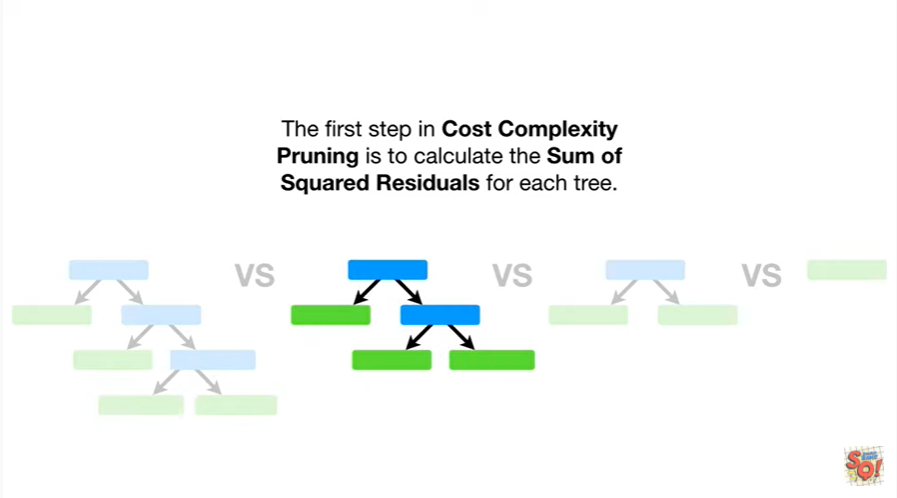 The first step in Cost Complexity
Pruning is to calculate the Sum of
Squared Residuals for each tree.
VS
VS
VS
SQ!